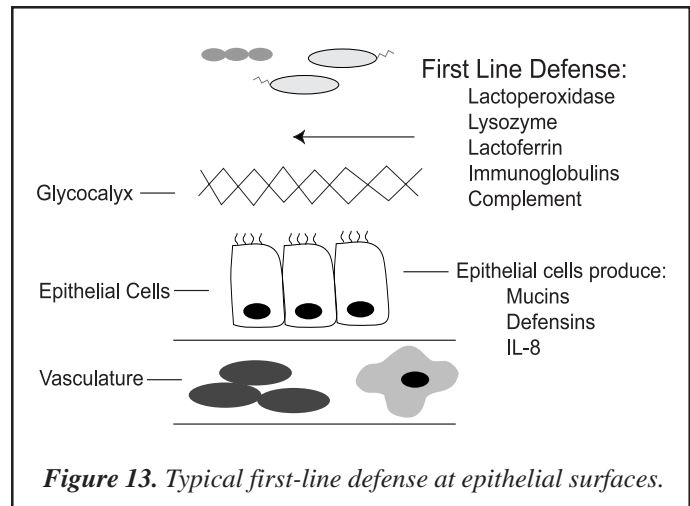 First Line Defense:
Lactoperoxidase
Lysozyme
Lactoferrin
Immunoglobulins
Complement
Glycocalyx
Epithelial Cells
Epithelial cells produce:
Mucins
Defensins
IL-8
Vasculature
Figure 13. Typical first-line defense at epithelial surfaces.